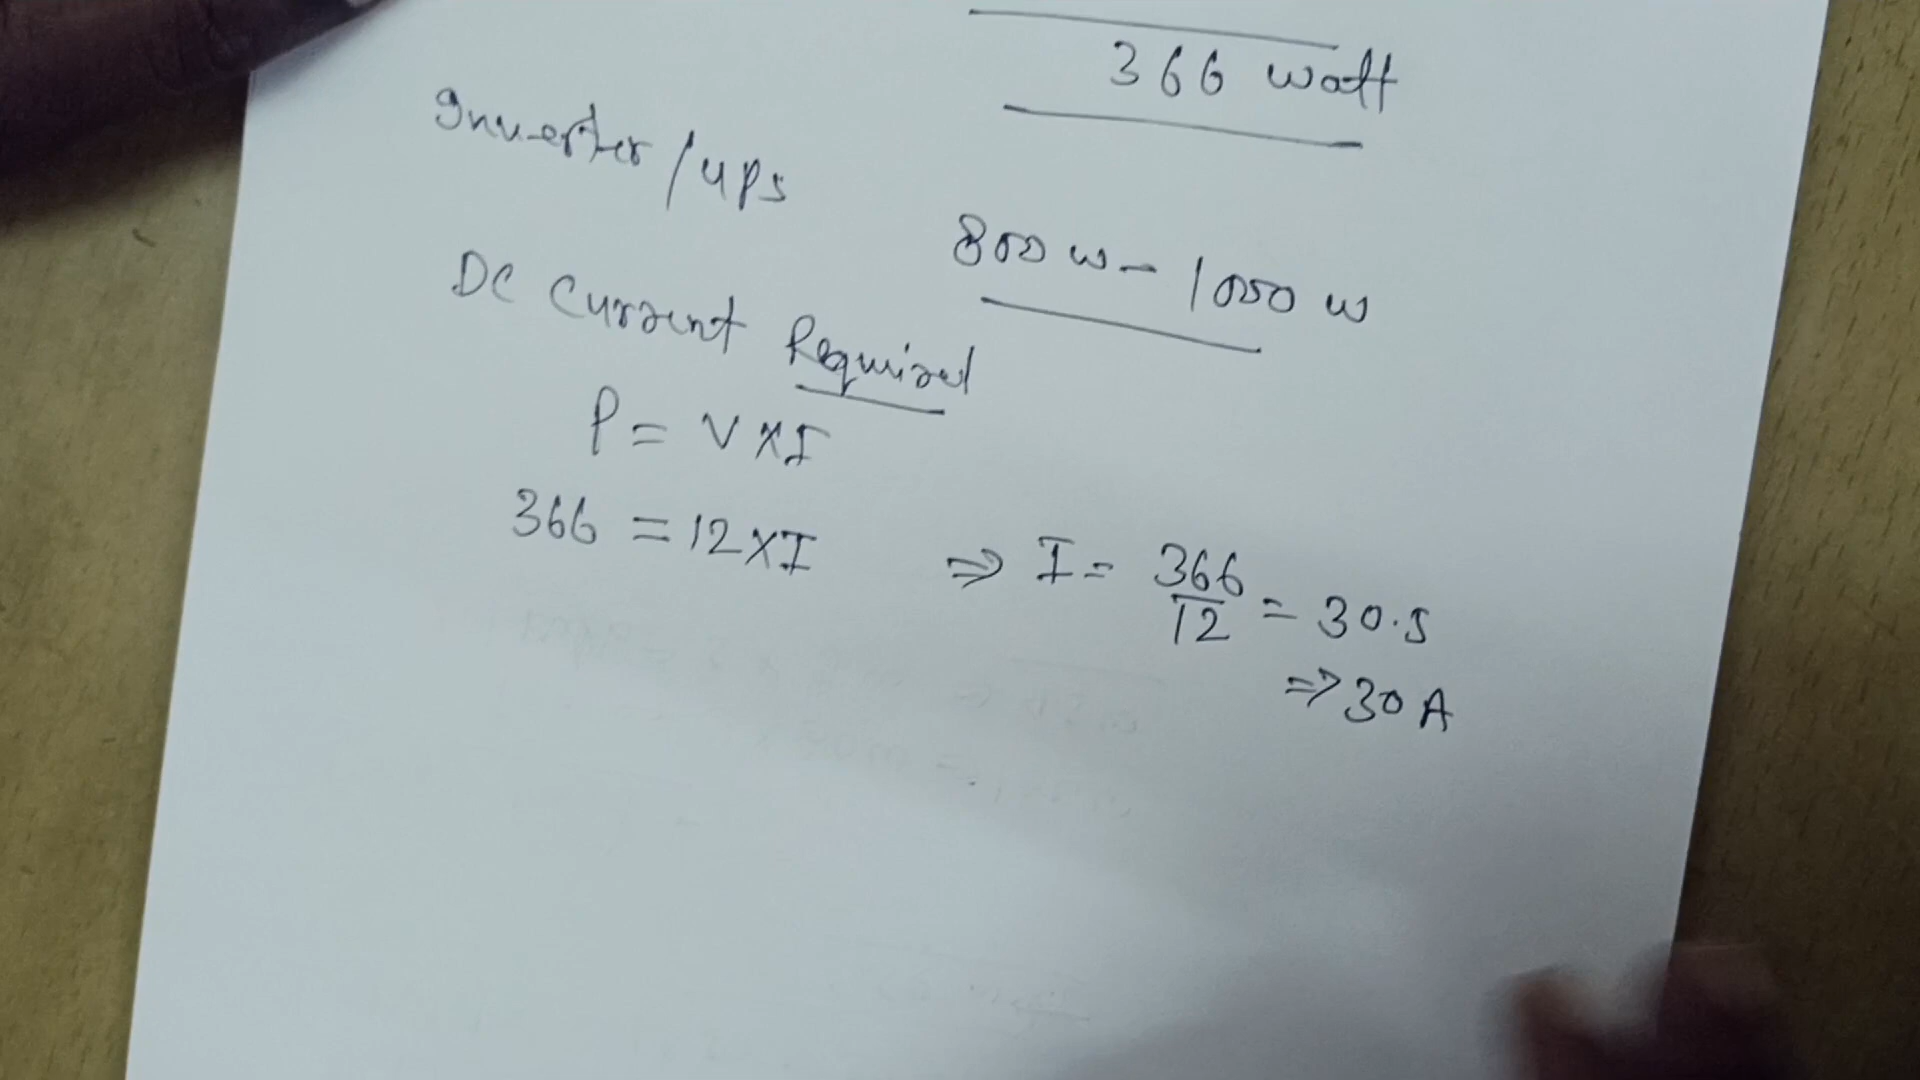 366 watt
Inverter/ups
800 w - 1000 w
DC Current Required
P = V X I
366 = 12 X I ⇒ I = 366/12 = 30.5
⇒ 30 A